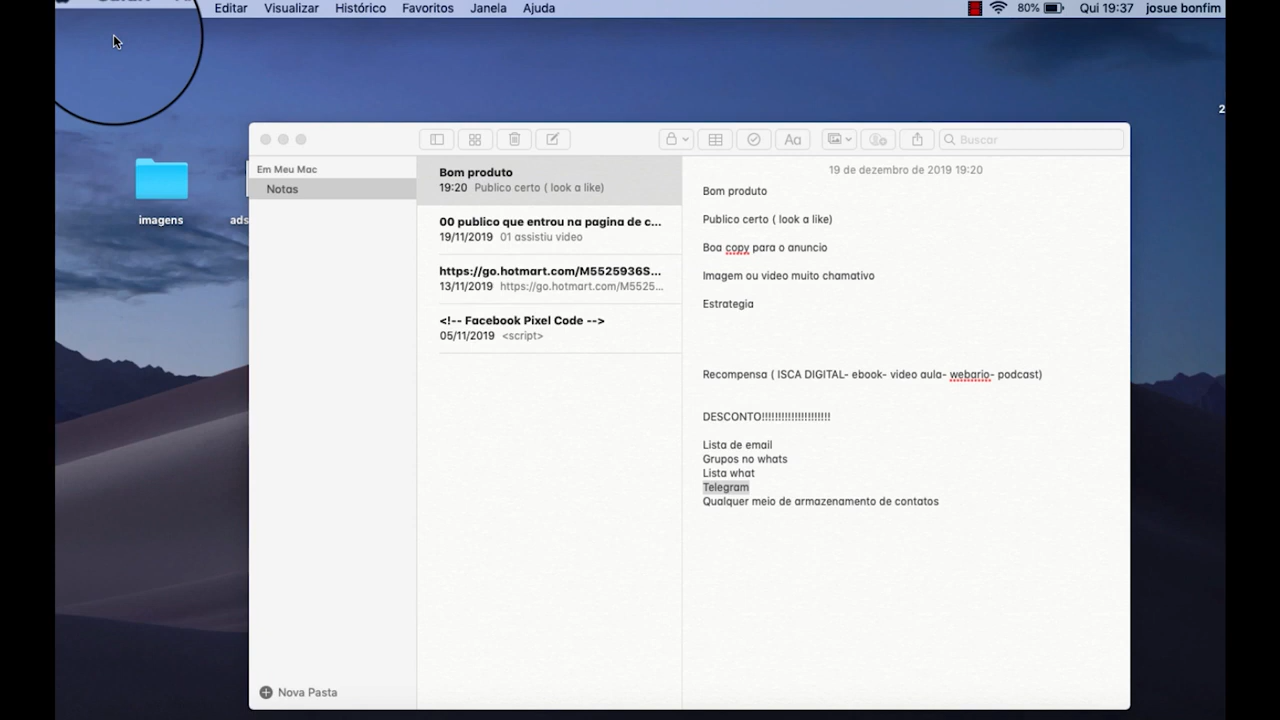 Editar Visualizar Histórico Favoritos Janela Ajuda 80% Qui 19:37 josue bonfim
2
imagens
ads
Buscar
Em Meu Mac
Notas
Nova Pasta
Bom produto
19:20 Publico certo ( look a like)
00 publico que entrou na pagina de c...
19/11/2019 01 assistiu video
https://go.hotmart.com/M5525936S...
13/11/2019 https://go.hotmart.com/M5525...
<!-- Facebook Pixel Code -->
05/11/2019 <script>
19 de dezembro de 2019 19:20
Bom produto
Publico certo ( look a like)
Boa copy para o anuncio
Imagem ou video muito chamativo
Estrategia
Recompensa ( ISCA DIGITAL- ebook- video aula- webario- podcast)
DESCONTO!!!!!!!!!!!!!!!!!!!!!
Lista de email
Grupos no whats
Lista what
Telegram
Qualquer meio de armazenamento de contatos